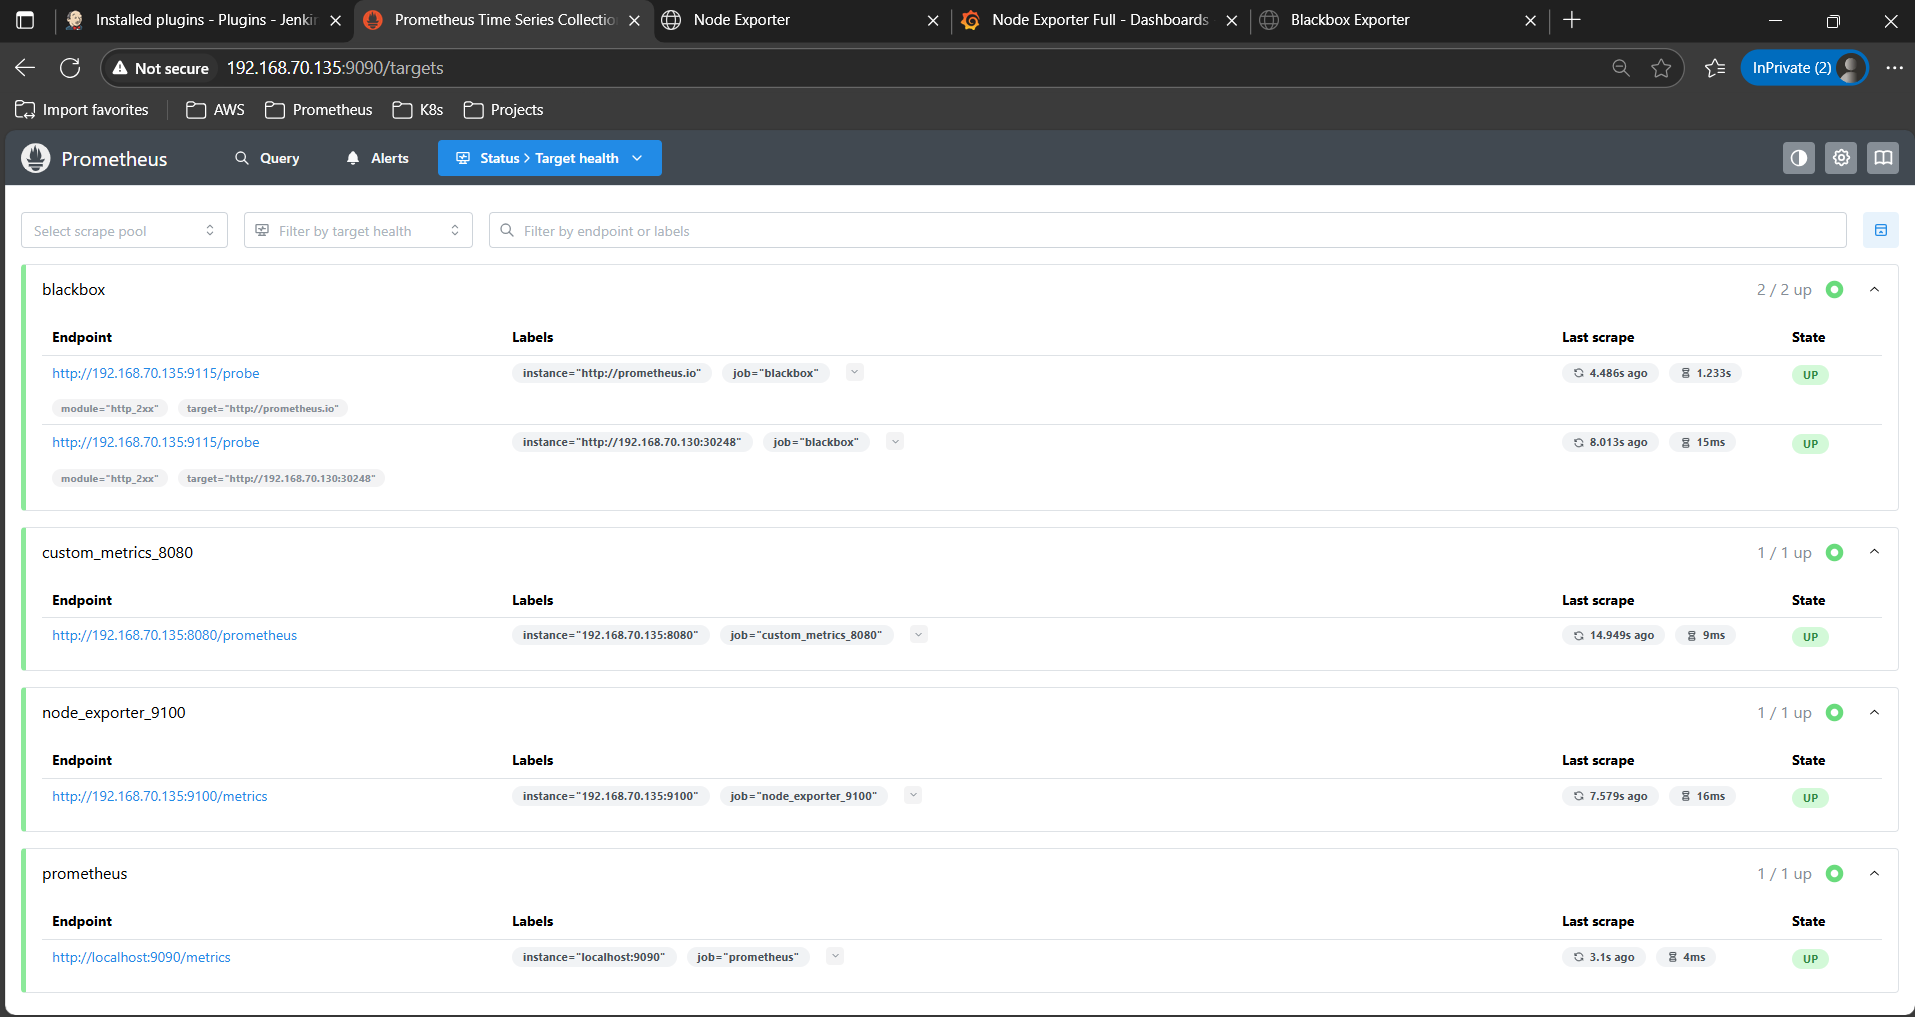 Installed plugins - Plugins - Jenki
Prometheus Time Series Collectio
Node Exporter
Node Exporter Full - Dashboards
Blackbox Exporter
Not secure
192.168.70.135:9090/targets
InPrivate (2)
Import favorites
AWS
Prometheus
K8s
Projects
Prometheus
Query
Alerts
Status > Target health
Select scrape pool
Filter by target health
Filter by endpoint or labels
blackbox
2 / 2 up
Endpoint Labels Last scrape State
http://192.168.70.135:9115/probe instance="http://prometheus.io" job="blackbox" 4.486s ago 1.233s UP
module="http_2xx" target="http://prometheus.io"
http://192.168.70.135:9115/probe instance="http://192.168.70.130:30248" job="blackbox" 8.013s ago 15ms UP
module="http_2xx" target="http://192.168.70.130:30248"
custom_metrics_8080
1 / 1 up
Endpoint Labels Last scrape State
http://192.168.70.135:8080/prometheus instance="192.168.70.135:8080" job="custom_metrics_8080" 14.949s ago 9ms UP
node_exporter_9100
1 / 1 up
Endpoint Labels Last scrape State
http://192.168.70.135:9100/metrics instance="192.168.70.135:9100" job="node_exporter_9100" 7.579s ago 16ms UP
prometheus
1 / 1 up
Endpoint Labels Last scrape State
http://localhost:9090/metrics instance="localhost:9090" job="prometheus" 3.1s ago 4ms UP